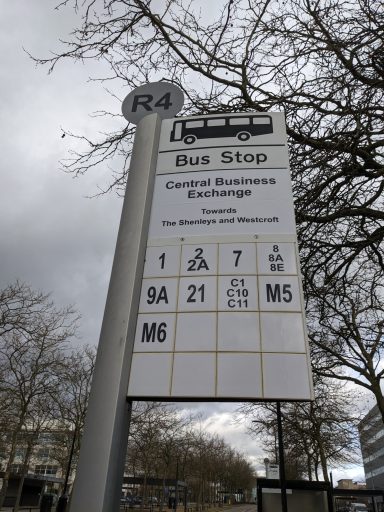 R4
Bus Stop
Central Business
Exchange
Towards
The Shenleys and Westcroft
1
2
2A
7
8
8A
8E
9A
21
C1
C10
C11
M5
M6